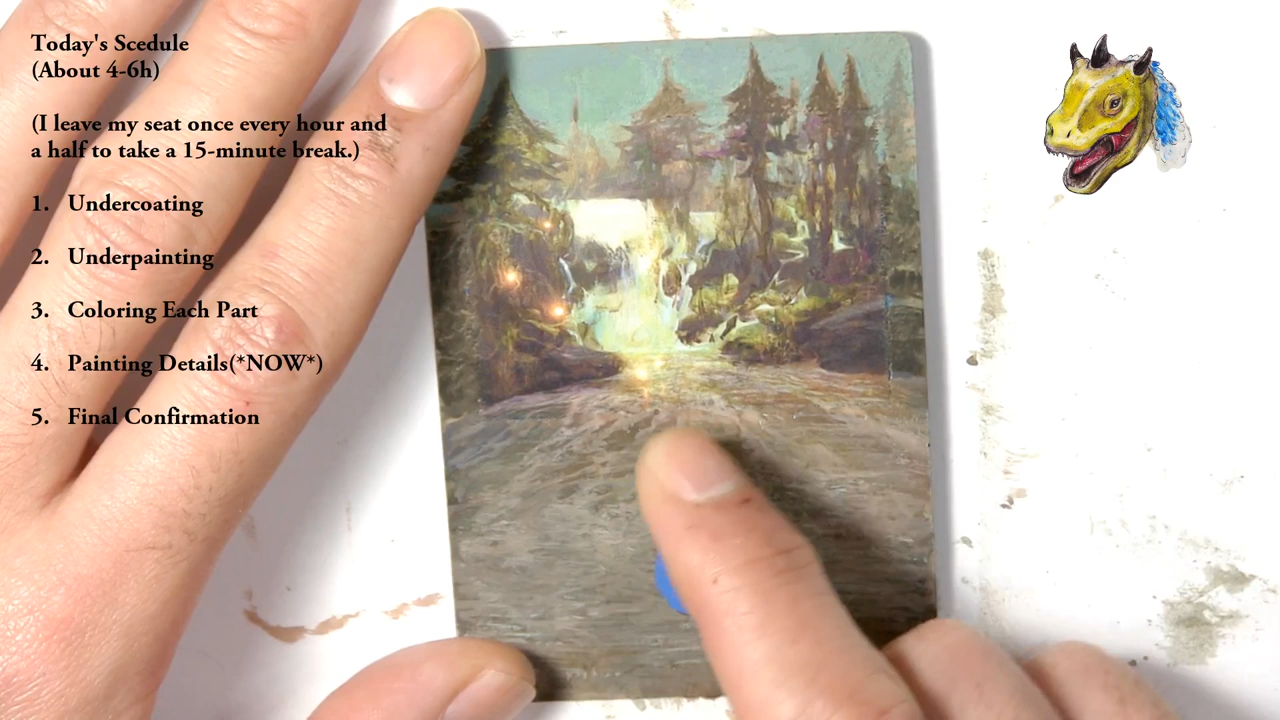 Today's Scedule
(About 4-6h)
(I leave my seat once every hour and
a half to take a 15-minute break.)
1. Undercoating
2. Underpainting
3. Coloring Each Part
4. Painting Details(*NOW*)
5. Final Confirmation